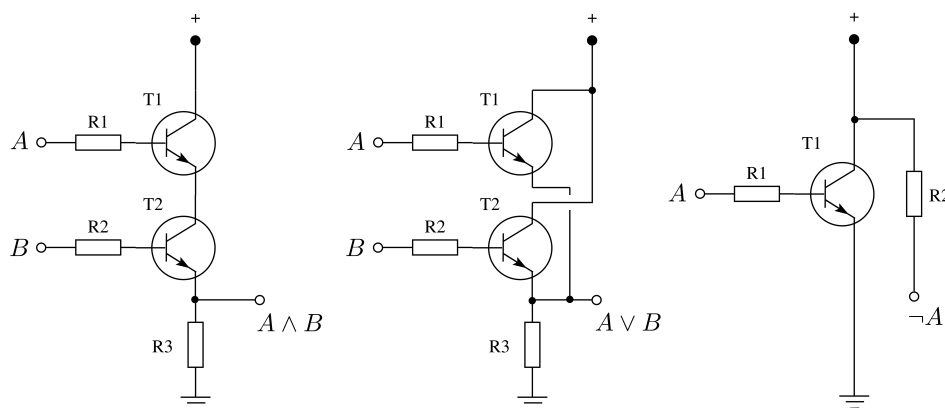 +
T1
A
R1
T2
B
R2
A ∧ B
R3
+
T1
A
R1
T2
B
R2
A ∨ B
R3
+
T1
R1
A
R2
¬A